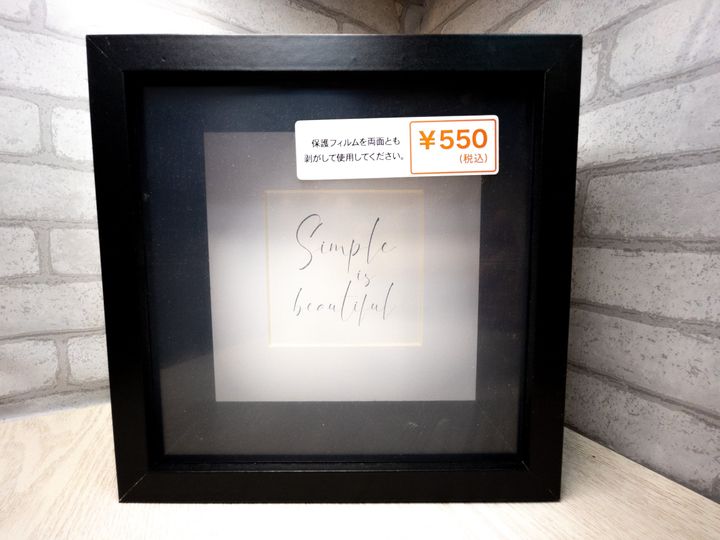 保護フィルムを両面とも
剥がして使用してください。
¥550
(税込)
Simple
is
beautiful